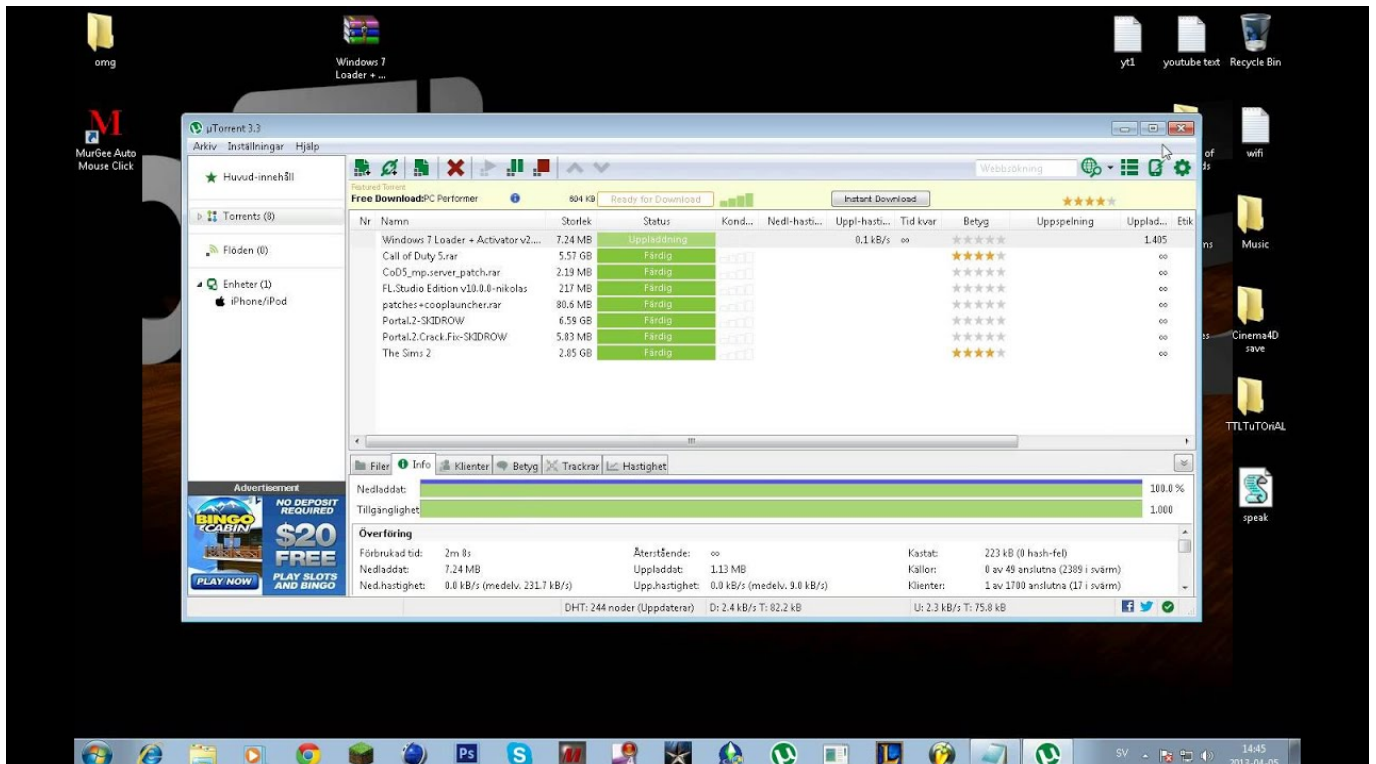 omg
Windows 7
Loader + ...
yt1
youtube text
Recycle Bin
MurGee Auto
Mouse Click
µTorrent 3.3
Arkiv Inställningar Hjälp
of
wifi
Huvud-innehåll
Webbsökning
Featured Torrent
Free Download:PC Performer 604 KB Ready for Download Instant Download
Torrents (8)
Nr Namn Storlek Status Kond... Nedl-hasti... Uppl-hasti... Tid kvar Betyg Uppspelning Upplad... Etik
Windows 7 Loader + Activator v2.... 7.24 MB Uppladdning 0.1 kB/s ∞ 1.405
Flöden (0)
Call of Duty 5.rar 5.57 GB Färdig ∞
Music
CoD5_mp.server_patch.rar 2.19 MB Färdig ∞
Enheter (1)
FL.Studio Edition v10.0.0-nikolas 217 MB Färdig ∞
iPhone/iPod
patches+cooplauncher.rar 80.6 MB Färdig ∞
Portal.2-SKIDROW 6.59 GB Färdig ∞
Portal.2.Crack.Fix-SKIDROW 5.83 MB Färdig ∞
Cinema4D
save
The Sims 2 2.85 GB Färdig ∞
TTLTuTOriAL
Filer Info Klienter Betyg Trackrar Hastighet
Advertisement
NO DEPOSIT
REQUIRED
BINGO
CABIN
$20
FREE
PLAY NOW
PLAY SLOTS
AND BINGO
Nedladdat: 100.0 %
Tillgänglighet 1.000
speak
Överföring
Förbrukad tid: 2m 8s Återstående: ∞ Kastat: 223 kB (0 hash-fel)
Nedladdat: 7.24 MB Uppladdat: 1.13 MB Källor: 0 av 49 anslutna (2389 i svärm)
Ned.hastighet: 0.0 kB/s (medelv. 231.7 kB/s) Upp.hastighet: 0.0 kB/s (medelv. 9.0 kB/s) Klienter: 1 av 1700 anslutna (17 i svärm)
DHT: 244 noder (Uppdaterar) D: 2.4 kB/s T: 82.2 kB U: 2.3 kB/s T: 75.8 kB
Ps
SV
14:45
2013-04-05